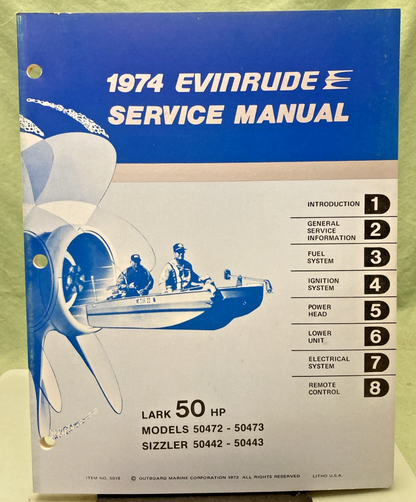 1974 EVINRUDE
SERVICE MANUAL
INTRODUCTION 1
GENERAL
SERVICE
INFORMATION 2
FUEL
SYSTEM 3
IGNITION
SYSTEM 4
POWER
HEAD 5
LOWER
UNIT 6
ELECTRICAL
SYSTEM 7
REMOTE
CONTROL 8
LARK 50 HP
MODELS 50472 - 50473
SIZZLER 50442 - 50443
ITEM NO. © OUTBOARD MARINE CORPORATION 1973 ALL RIGHTS RESERVED LITHO U.S.A.